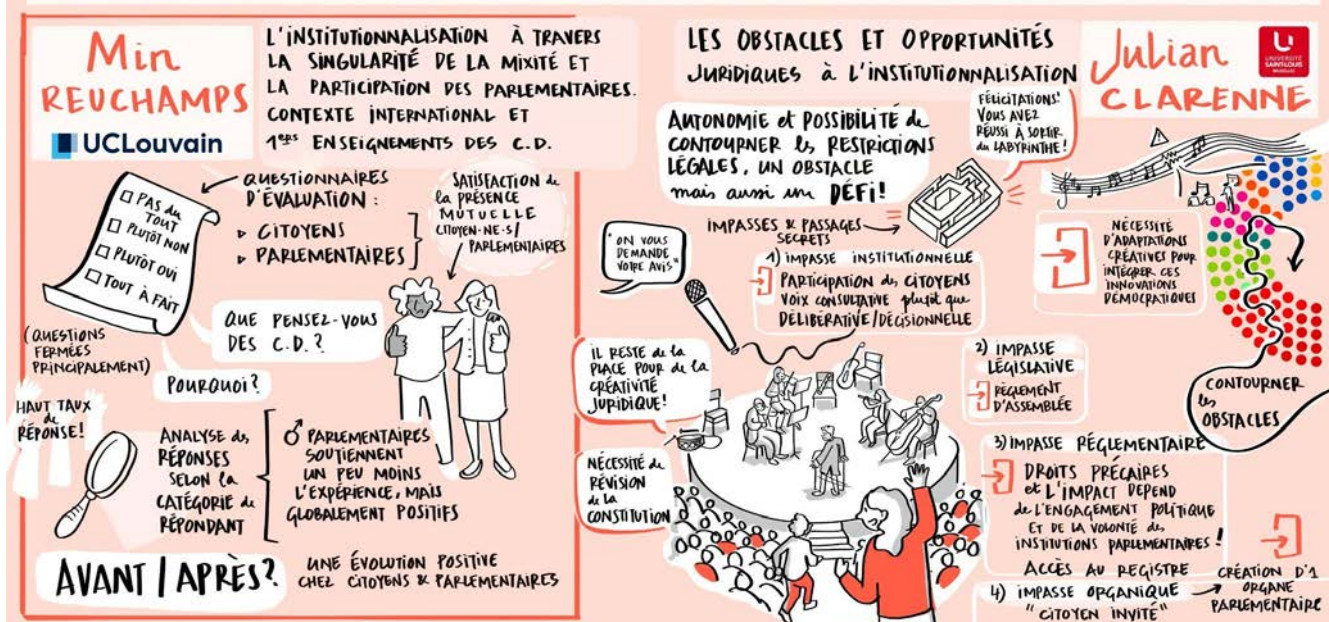 Min
REUCHAMPS
UCLouvain
L'INSTITUTIONNALISATION À TRAVERS
LA SINGULARITÉ DE LA MIXITÉ ET
LA PARTICIPATION DES PARLEMENTAIRES.
CONTEXTE INTERNATIONAL ET
1ers ENSEIGNEMENTS DES C.D.
PAS du
TOUT
PLUTÔT NON
PLUTÔT OUI
TOUT À FAIT
(QUESTIONS
FERMÉES
PRINCIPALEMENT)
QUESTIONNAIRES
D'ÉVALUATION :
▹ CITOYENS
▹ PARLEMENTAIRES
SATISFACTION de
la PRÉSENCE
MUTUELLE
CITOYEN·NE·S/
PARLEMENTAIRES
QUE PENSEZ-VOUS
DES C.D. ?
POURQUOI ?
HAUT TAUX
de
RÉPONSE !
ANALYSE des
RÉPONSES
SELON la
CATÉGORIE de
RÉPONDANT
♂ PARLEMENTAIRES
SOUTIENNENT
UN PEU MOINS
L'EXPÉRIENCE, MAIS
GLOBALEMENT POSITIFS
AVANT / APRÈS ?
UNE ÉVOLUTION POSITIVE
CHEZ CITOYENS & PARLEMENTAIRES
LES OBSTACLES ET OPPORTUNITÉS
JURIDIQUES À L'INSTITUTIONNALISATION
Julian
CLARENNE
UNIVERSITÉ
SAINT-LOUIS
BRUXELLES
AUTONOMIE et POSSIBILITÉ de
CONTOURNER les RESTRICTIONS
LÉGALES, UN OBSTACLE
mais aussi un DÉFI !
FÉLICITATIONS !
VOUS AVEZ
RÉUSSI À SORTIR
du LABYRINTHE !
IMPASSES & PASSAGES
SECRETS
"ON VOUS
DEMANDE
VOTRE AVIS"
1) IMPASSE INSTITUTIONNELLE
PARTICIPATION des CITOYENS
VOIX CONSULTATIVE plutôt que
DÉLIBÉRATIVE / DÉCISIONNELLE
NÉCESSITÉ
D'ADAPTATIONS
CRÉATIVES POUR
INTÉGRER CES
INNOVATIONS
DÉMOCRATIQUES
IL RESTE de la
PLACE POUR de la
CRÉATIVITÉ
JURIDIQUE !
NÉCESSITÉ de
RÉVISION
de la
CONSTITUTION
2) IMPASSE
LÉGISLATIVE
RÈGLEMENT
D'ASSEMBLÉE
CONTOURNER
les
OBSTACLES
3) IMPASSE RÉGLEMENTAIRE
DROITS PRÉCAIRES
et L'IMPACT DEPEND
de L'ENGAGEMENT POLITIQUE
ET DE LA VOLONTÉ des
INSTITUTIONS PARLEMENTAIRES !
ACCÈS AU REGISTRE
4) IMPASSE ORGANIQUE
"CITOYEN INVITÉ"
CRÉATION D'1
ORGANE
PARLEMENTAIRE